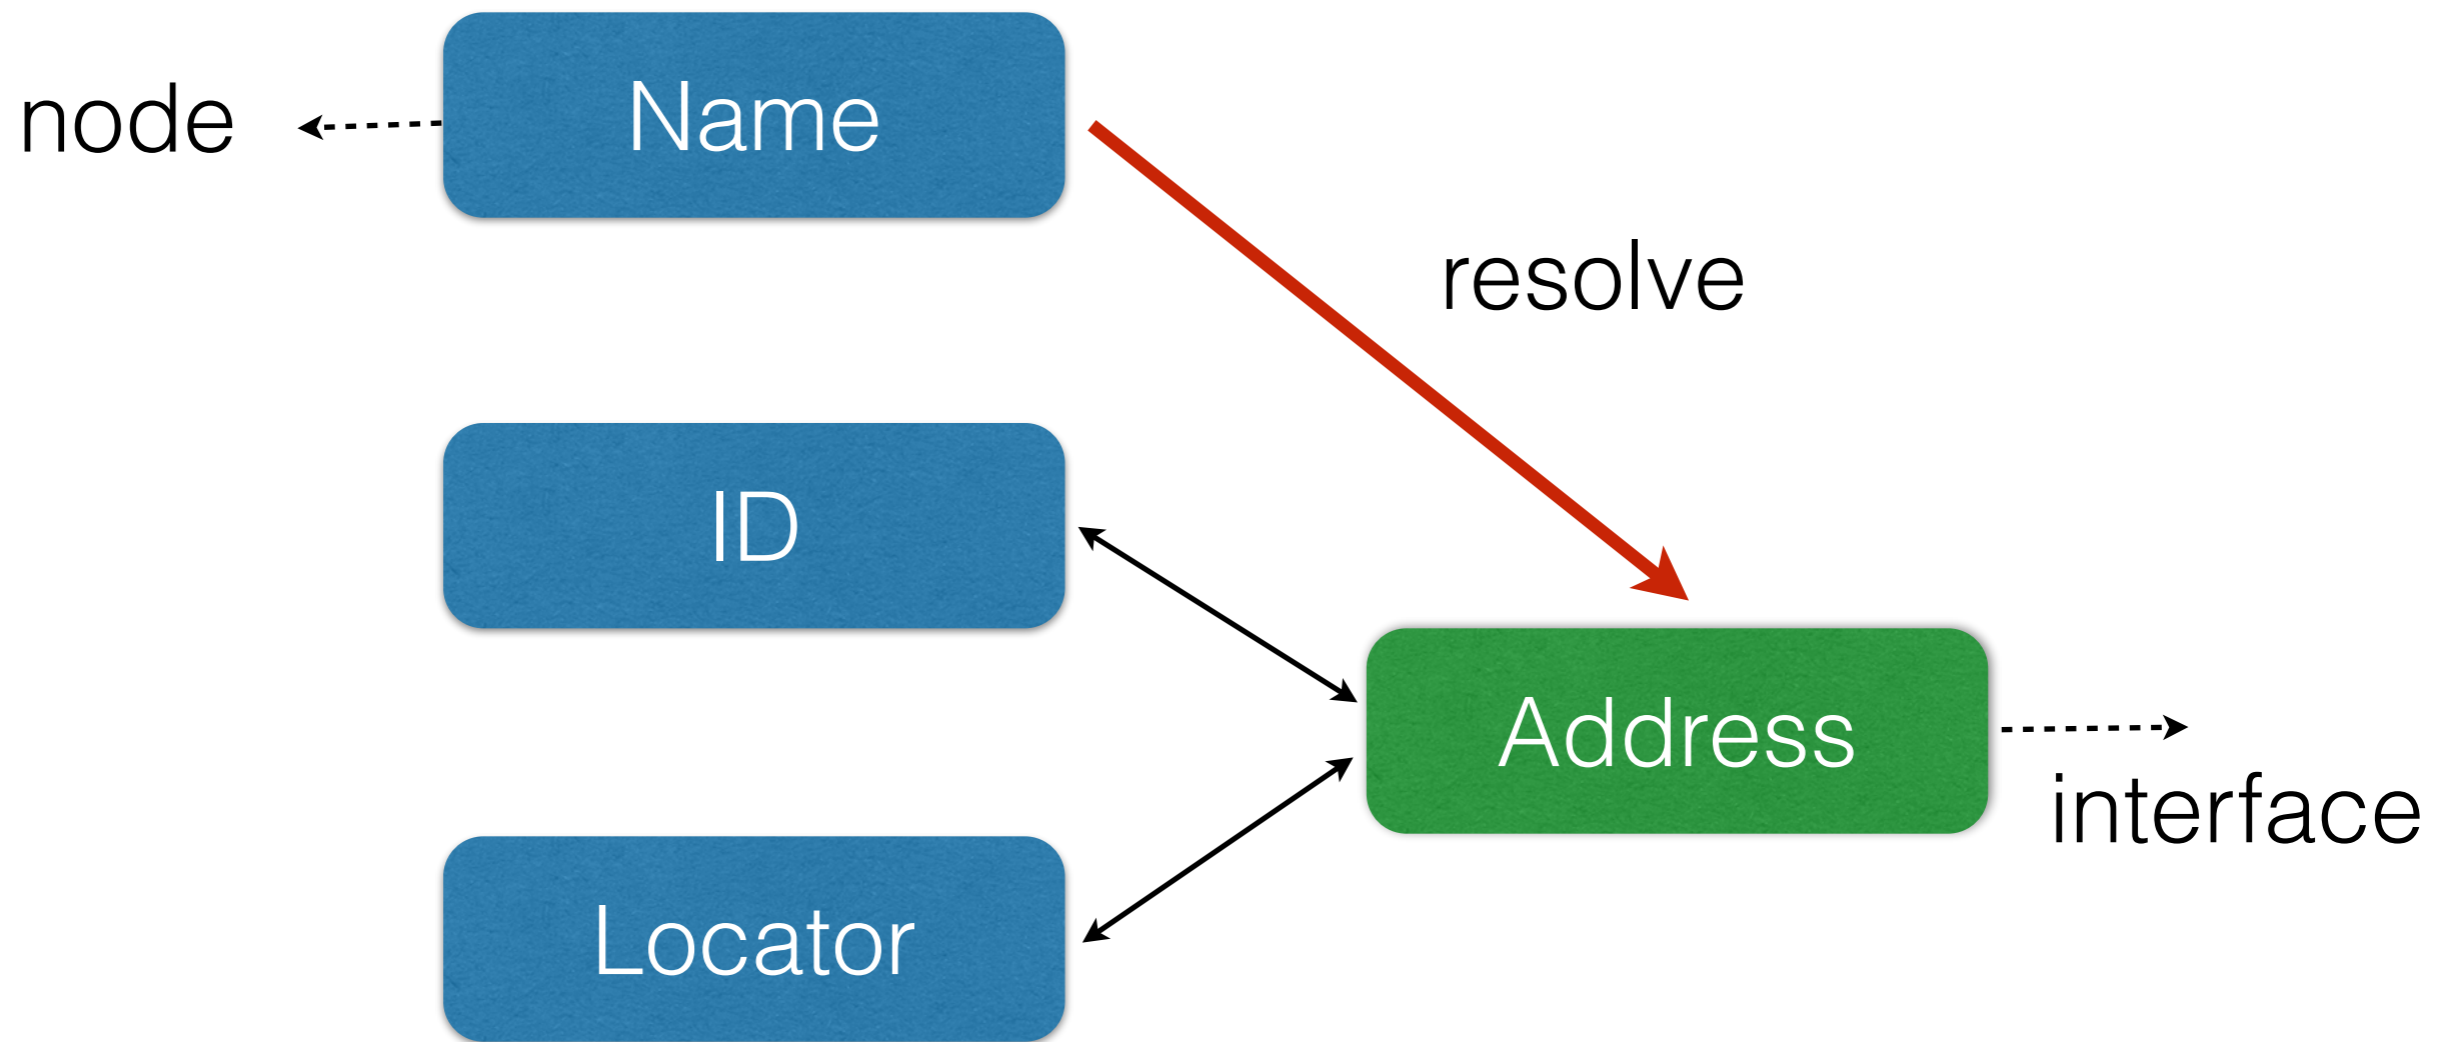 node
Name
resolve
ID
Address
interface
Locator